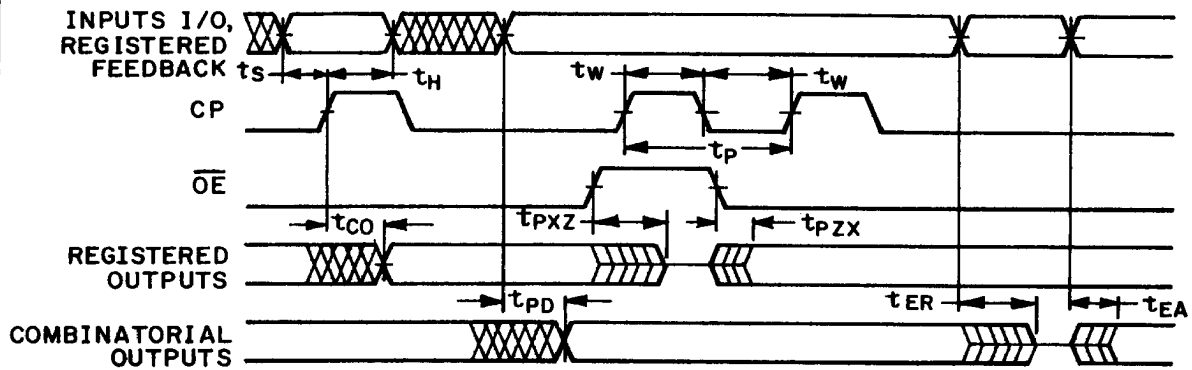 INPUTS I/O,
REGISTERED
FEEDBACK
tS
tH
tW
tW
CP
tP
OE
tCO
tPXZ
tPZX
REGISTERED
OUTPUTS
tPD
tER
tEA
COMBINATORIAL
OUTPUTS